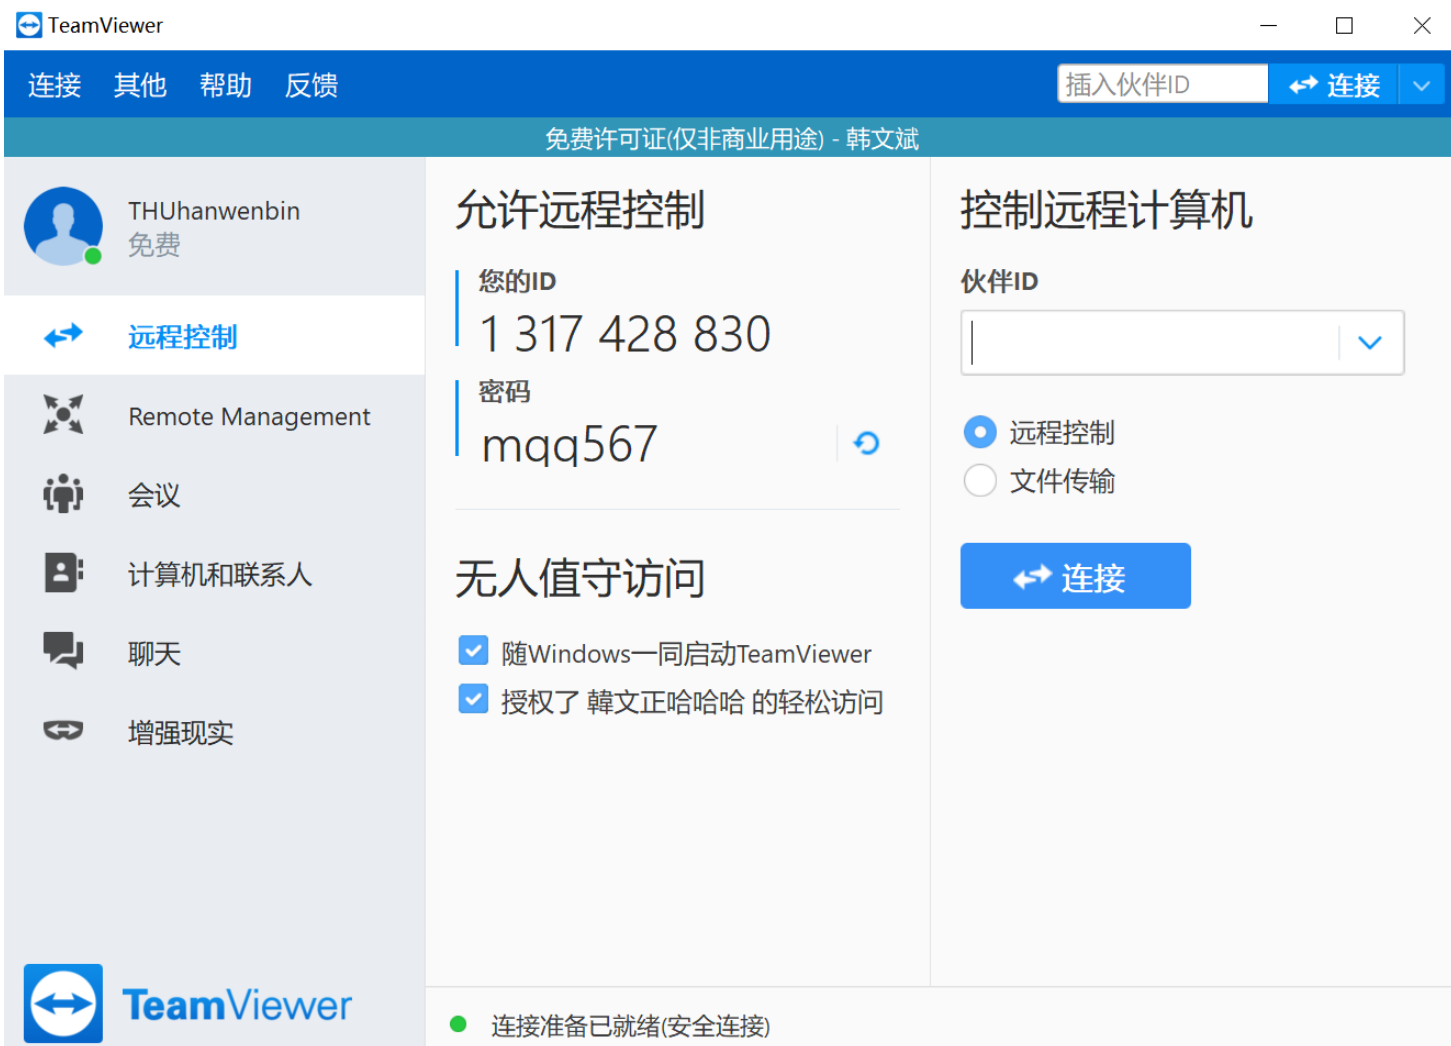 TeamViewer
连接 其他 帮助 反馈
插入伙伴ID 连接
免费许可证(仅非商业用途) - 韩文斌
THUhanwenbin
免费
远程控制
Remote Management
会议
计算机和联系人
聊天
增强现实
TeamViewer
允许远程控制
您的ID
1 317 428 830
密码
mqq567
无人值守访问
随Windows一同启动TeamViewer
授权了 韓文正哈哈哈 的轻松访问
控制远程计算机
伙伴ID
远程控制
文件传输
连接
连接准备已就绪(安全连接)